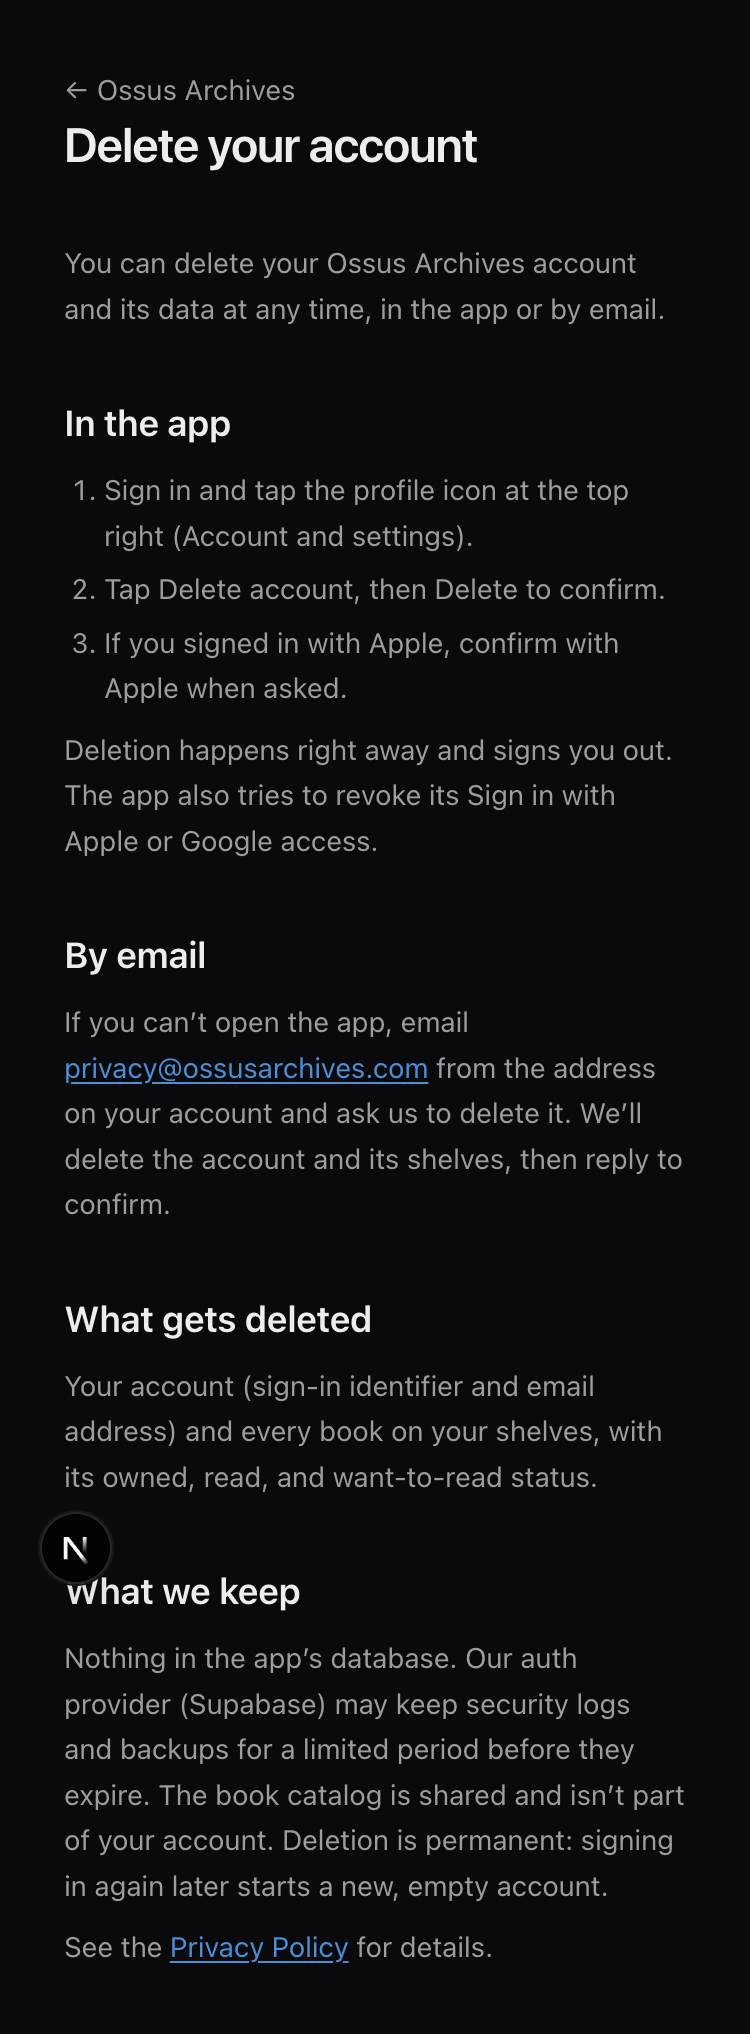 ← Ossus Archives
Delete your account
You can delete your Ossus Archives account
and its data at any time, in the app or by email.
In the app
1. Sign in and tap the profile icon at the top
right (Account and settings).
2. Tap Delete account, then Delete to confirm.
3. If you signed in with Apple, confirm with
Apple when asked.
Deletion happens right away and signs you out.
The app also tries to revoke its Sign in with
Apple or Google access.
By email
If you can’t open the app, email
privacy@ossusarchives.com from the address
on your account and ask us to delete it. We’ll
delete the account and its shelves, then reply to
confirm.
What gets deleted
Your account (sign-in identifier and email
address) and every book on your shelves, with
its owned, read, and want-to-read status.
N
What we keep
Nothing in the app’s database. Our auth
provider (Supabase) may keep security logs
and backups for a limited period before they
expire. The book catalog is shared and isn’t part
of your account. Deletion is permanent: signing
in again later starts a new, empty account.
See the Privacy Policy for details.